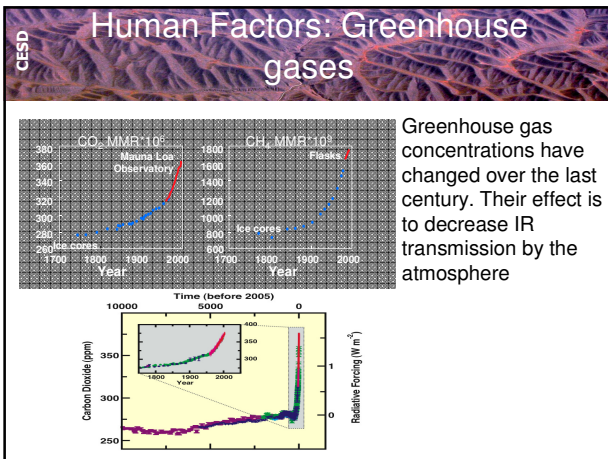 CESD
Human Factors: Greenhouse
gases
CO2 MMR*10^6
CH4 MMR*10^9
380
360
340
320
300
280
260
Mauna Loa
Observatory
Ice cores
1700 1800 1900 2000
Year
1800
1600
1400
1200
1000
800
600
Flasks
Ice cores
1700 1800 1900 2000
Year
Greenhouse gas
concentrations have
changed over the last
century. Their effect is
to decrease IR
transmission by the
atmosphere
Time (before 2005)
10000 5000 0
Carbon Dioxide (ppm)
350
300
250
400
350
300
1800 1900 2000
Year
1
0
Radiative Forcing (W m-2)